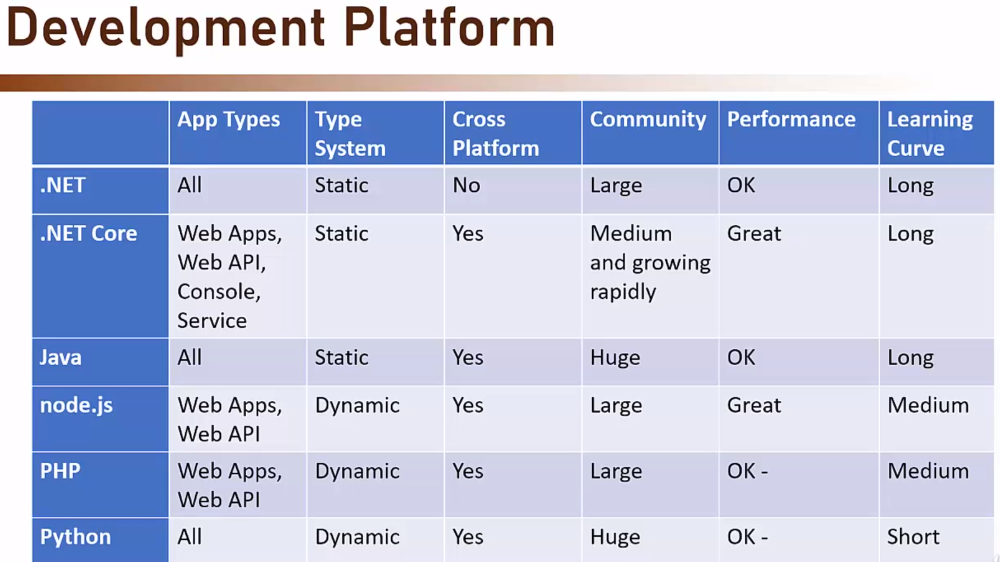 Development Platform
App Types
Type
System
Cross
Platform
Community
Performance
Learning
Curve
.NET
All
Static
No
Large
OK
Long
.NET Core
Web Apps,
Web API,
Console,
Service
Static
Yes
Medium
and growing
rapidly
Great
Long
Java
All
Static
Yes
Huge
OK
Long
node.js
Web Apps,
Web API
Dynamic
Yes
Large
Great
Medium
PHP
Web Apps,
Web API
Dynamic
Yes
Large
OK -
Medium
Python
All
Dynamic
Yes
Huge
OK -
Short